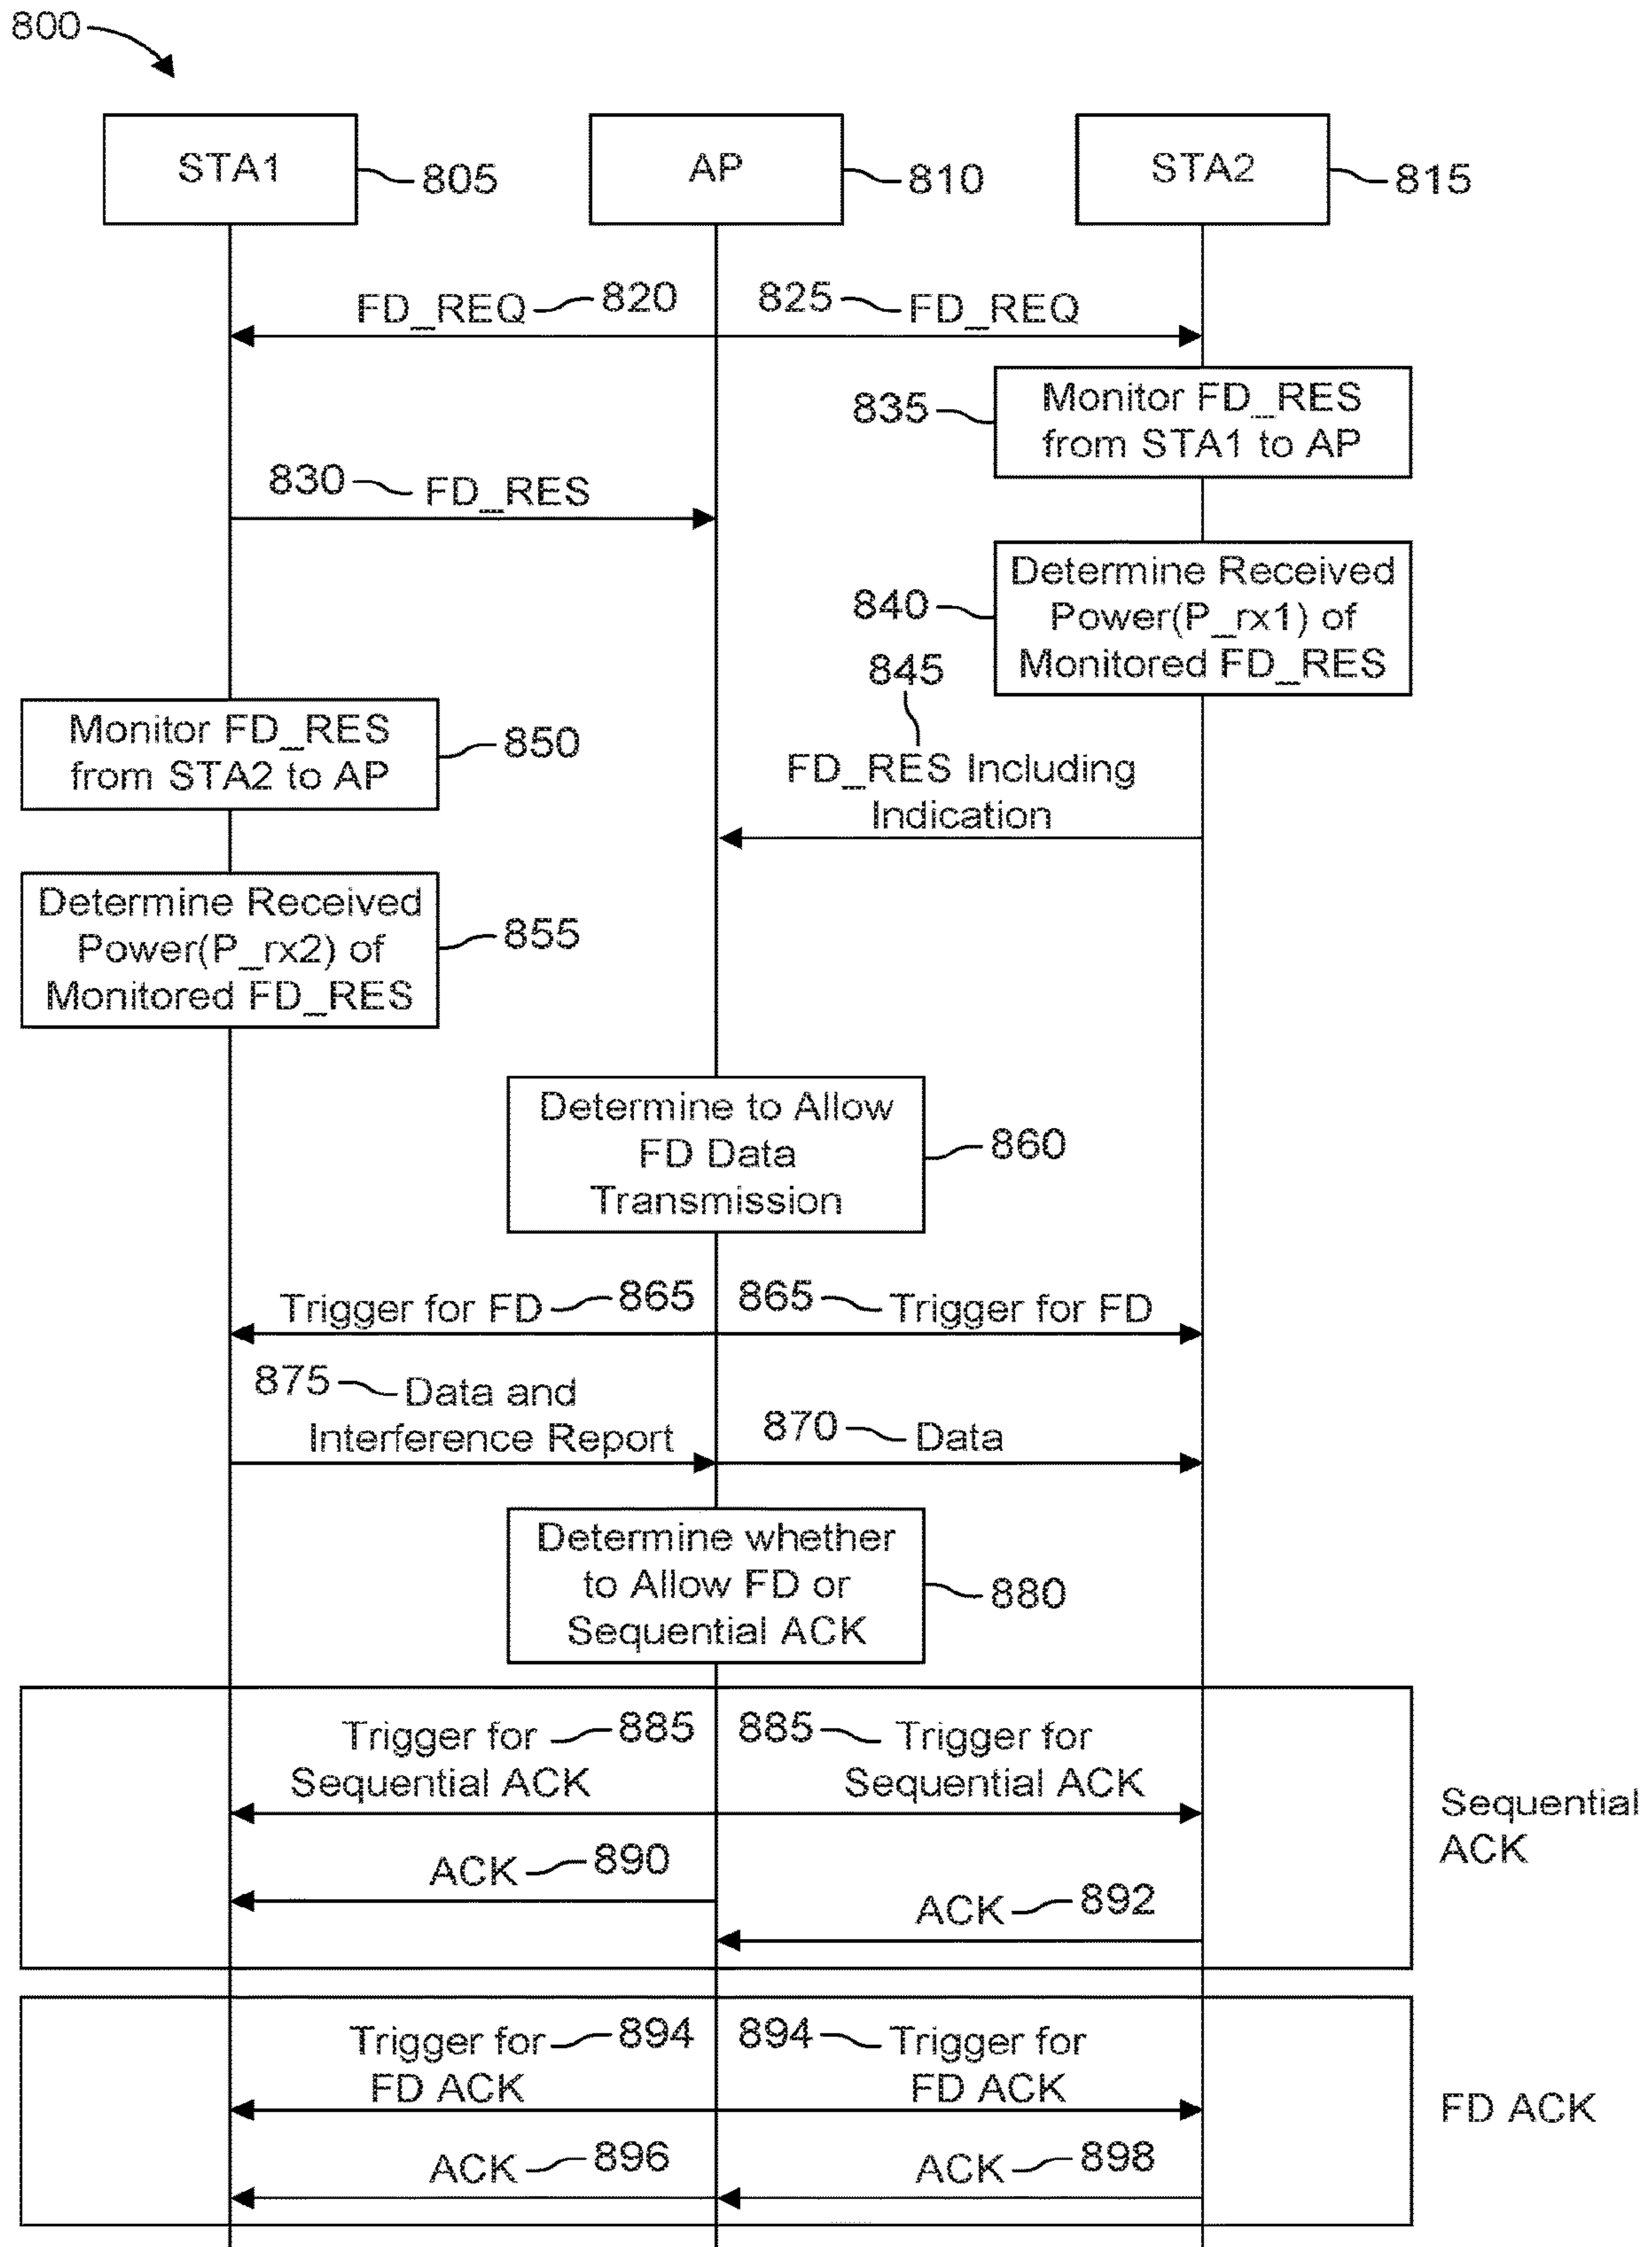 800
STA1
805
AP
810
STA2
815
FD_REQ
820
825
FD_REQ
835
Monitor FD_RES
from STA1 to AP
830
FD_RES
840
Determine Received
Power(P_rx1) of
Monitored FD_RES
845
FD_RES Including
Indication
Monitor FD_RES
from STA2 to AP
850
Determine Received
Power(P_rx2) of
Monitored FD_RES
855
Determine to Allow
FD Data
Transmission
860
Trigger for FD
865
865
Trigger for FD
875
Data and
Interference Report
870
Data
Determine whether
to Allow FD or
Sequential ACK
880
Trigger for
Sequential ACK
885
885
Trigger for
Sequential ACK
Sequential
ACK
ACK
890
ACK
892
Trigger for
FD ACK
894
894
Trigger for
FD ACK
FD ACK
ACK
896
ACK
898